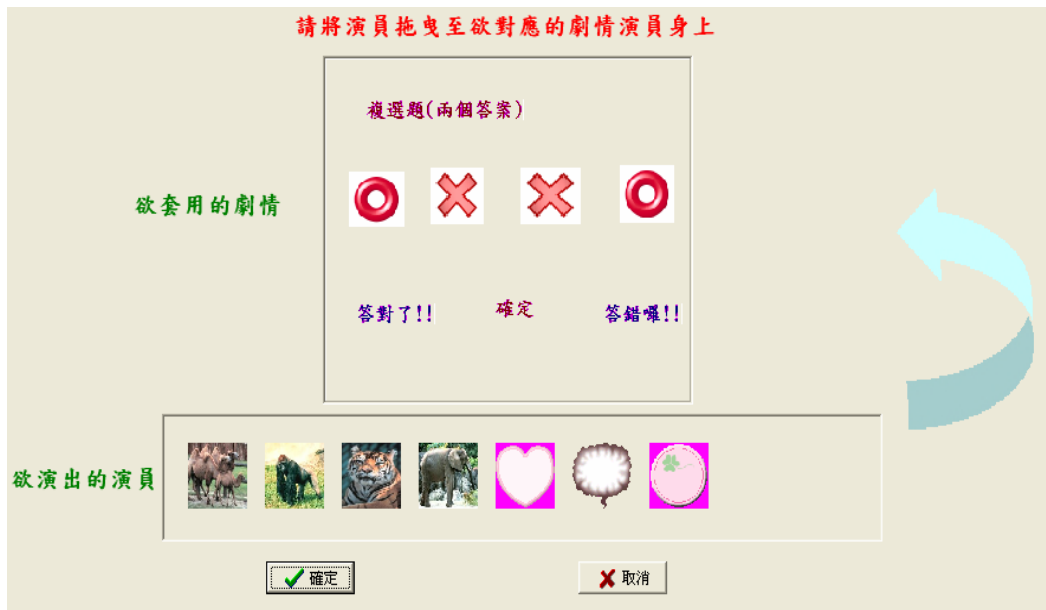 請將演員拖曳至欲對應的劇情演員身上
複選題(兩個答案)
欲套用的劇情
答對了!!
確定
答錯囉!!
欲演出的演員
確定
取消